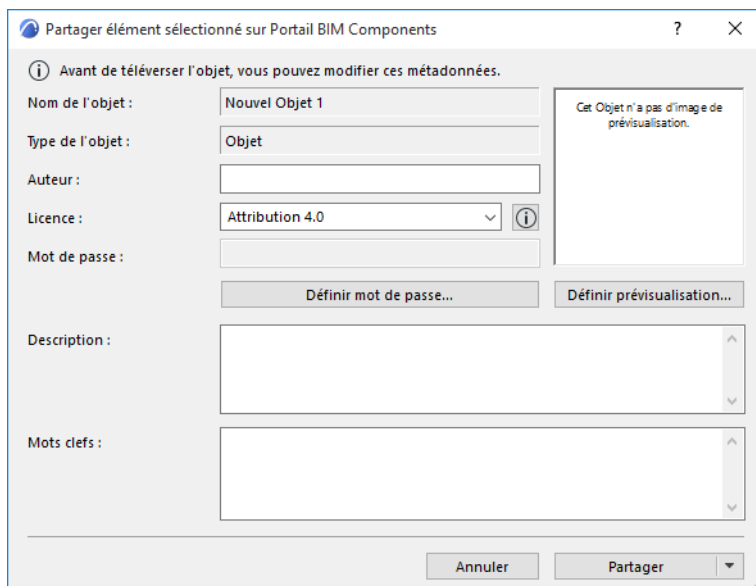 Partager élément sélectionné sur Portail BIM Components
Avant de téléverser l'objet, vous pouvez modifier ces métadonnées.
Nom de l'objet :
Nouvel Objet 1
Cet Objet n'a pas d'image de
prévisualisation.
Type de l'objet :
Objet
Auteur :
Licence :
Attribution 4.0
Mot de passe :
Définir mot de passe...
Définir prévisualisation...
Description :
Mots clefs :
Annuler
Partager